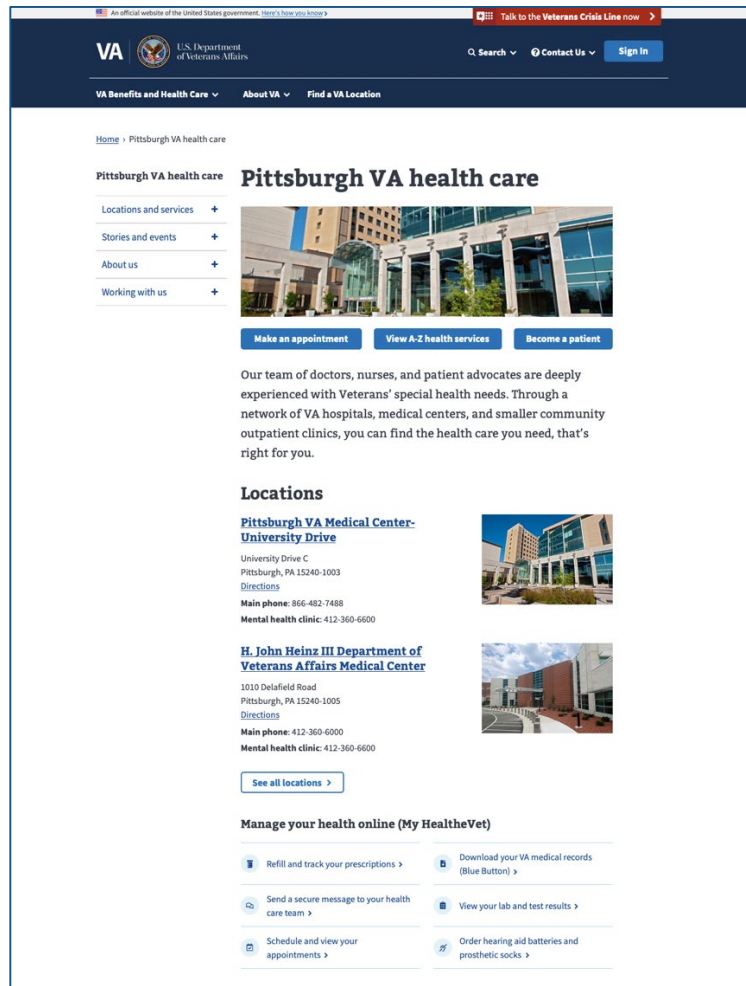 An official website of the United States government. Here's how you know >
Talk to the Veterans Crisis Line now >
VA
U.S. Department
of Veterans Affairs
Search
Contact Us
Sign In
VA Benefits and Health Care
About VA
Find a VA Location
Home › Pittsburgh VA health care
Pittsburgh VA health care
Locations and services +
Stories and events +
About us +
Working with us +
Pittsburgh VA health care
Make an appointment
View A-Z health services
Become a patient
Our team of doctors, nurses, and patient advocates are deeply
experienced with Veterans' special health needs. Through a
network of VA hospitals, medical centers, and smaller community
outpatient clinics, you can find the health care you need, that's
right for you.
Locations
Pittsburgh VA Medical Center-
University Drive
University Drive C
Pittsburgh, PA 15240-1003
Directions
Main phone: 866-482-7488
Mental health clinic: 412-360-6600
H. John Heinz III Department of
Veterans Affairs Medical Center
1010 Delafield Road
Pittsburgh, PA 15240-1005
Directions
Main phone: 412-360-6000
Mental health clinic: 412-360-6600
See all locations >
Manage your health online (My HealtheVet)
Refill and track your prescriptions >
Download your VA medical records
(Blue Button) >
Send a secure message to your health
care team >
View your lab and test results >
Schedule and view your
appointments >
Order hearing aid batteries and
prosthetic socks >